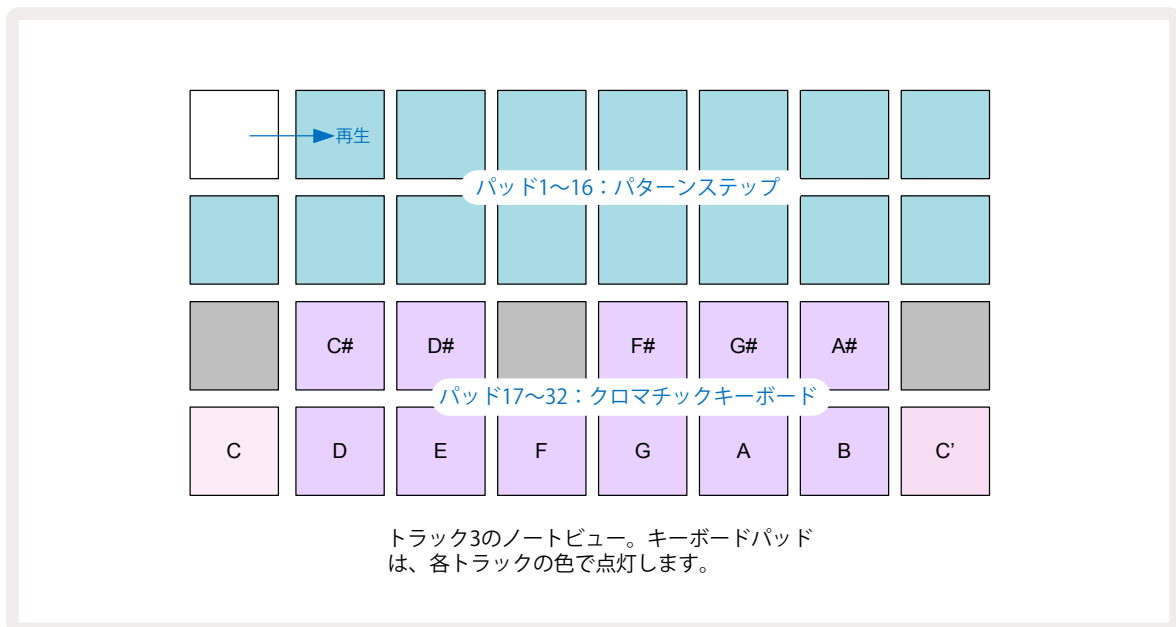 再生
パッド1～16：パターンステップ
C# D# F# G# A#
パッド17～32：クロマチックキーボード
C D E F G A B C’
トラック3のノートビュー。キーボードパッド
は、各トラックの色で点灯します。